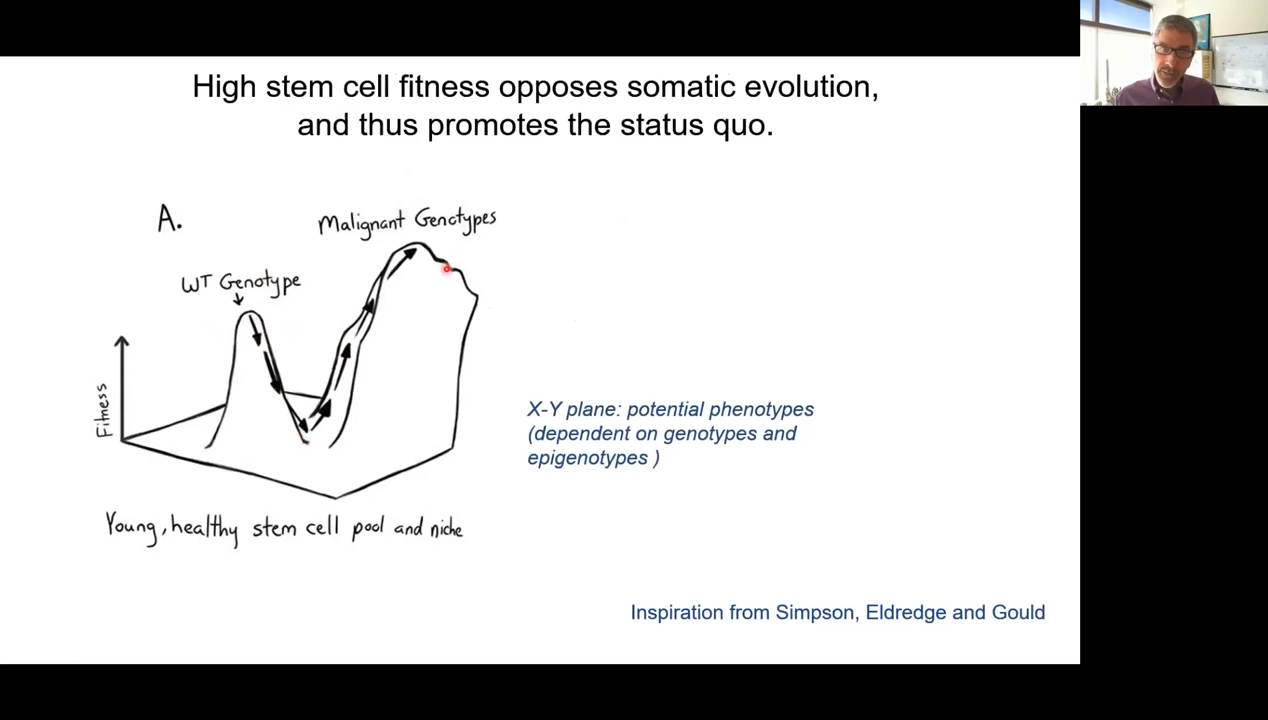 High stem cell fitness opposes somatic evolution,
and thus promotes the status quo.
A.
Malignant Genotypes
WT Genotype
Fitness
X-Y plane: potential phenotypes
(dependent on genotypes and
epigenotypes )
Young, healthy stem cell pool and niche
Inspiration from Simpson, Eldredge and Gould